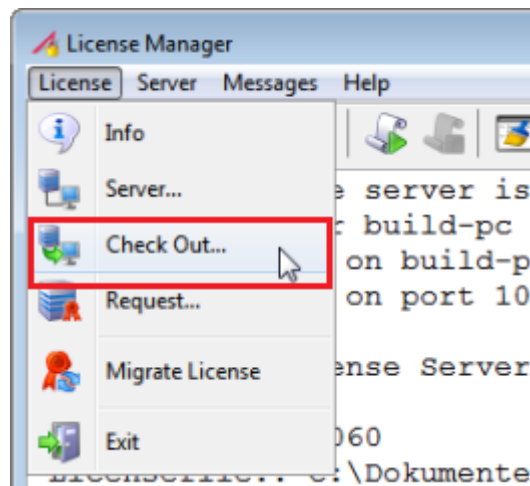 License Manager
License Server Messages Help
Info
server is
Server...
build-pc
Check Out...
on build-p
Request...
on port 10
Migrate License
ense Server
Exit
060
:\Dokumente